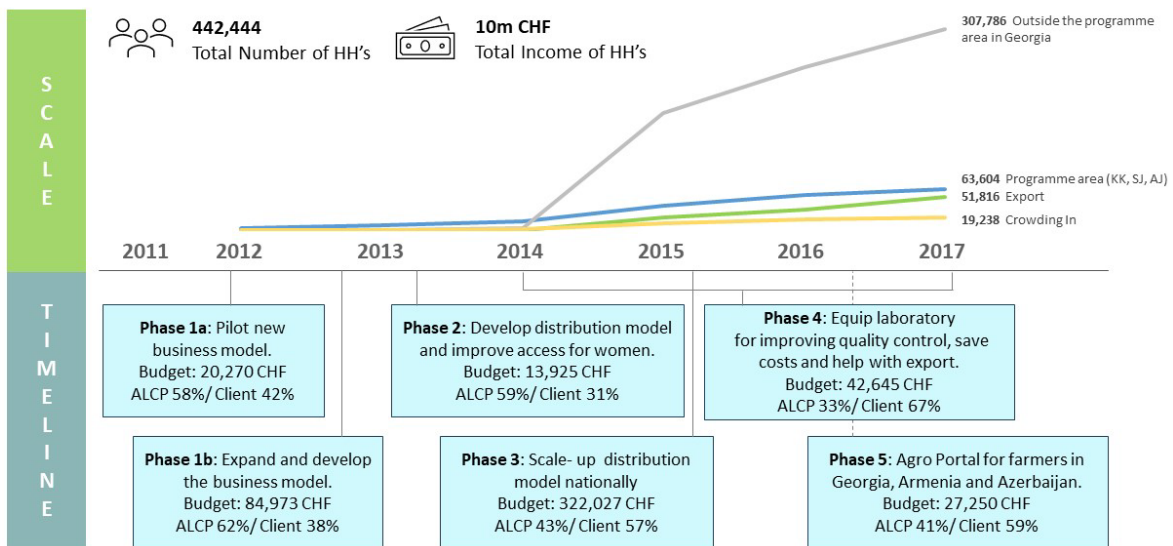 SCALE
442,444
Total Number of HH's
10m CHF
Total Income of HH's
307,786 Outside the programme
area in Georgia
63,604 Programme area (KK, SJ, AJ)
51,816 Export
19,238 Crowding In
2011 2012 2013 2014 2015 2016 2017
TIMELINE
Phase 1a: Pilot new
business model.
Budget: 20,270 CHF
ALCP 58%/ Client 42%
Phase 2: Develop distribution model
and improve access for women.
Budget: 13,925 CHF
ALCP 59%/ Client 31%
Phase 4: Equip laboratory
for improving quality control, save
costs and help with export.
Budget: 42,645 CHF
ALCP 33%/ Client 67%
Phase 1b: Expand and develop
the business model.
Budget: 84,973 CHF
ALCP 62%/ Client 38%
Phase 3: Scale- up distribution
model nationally
Budget: 322,027 CHF
ALCP 43%/ Client 57%
Phase 5: Agro Portal for farmers in
Georgia, Armenia and Azerbaijan.
Budget: 27,250 CHF
ALCP 41%/ Client 59%